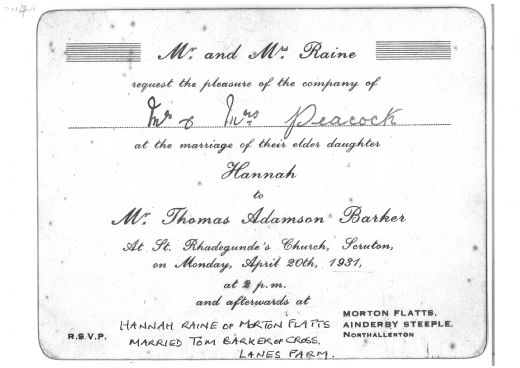 Mr. and Mrs Raine
request the pleasure of the company of
Mr & Mrs Peacock
at the marriage of their elder daughter
Hannah
to
Mr. Thomas Adamson Barker
At St. Rhadegunde's Church, Scruton,
on Monday, April 20th, 1931,
at 2 p.m.
and afterwards at
MORTON FLATTS,
AINDERBY STEEPLE,
NORTHALLERTON
R.S.V.P.
HANNAH RAINE OF MORTON FLATTS
MARRIED TOM BARKER OF CROSS
LANES FARM.